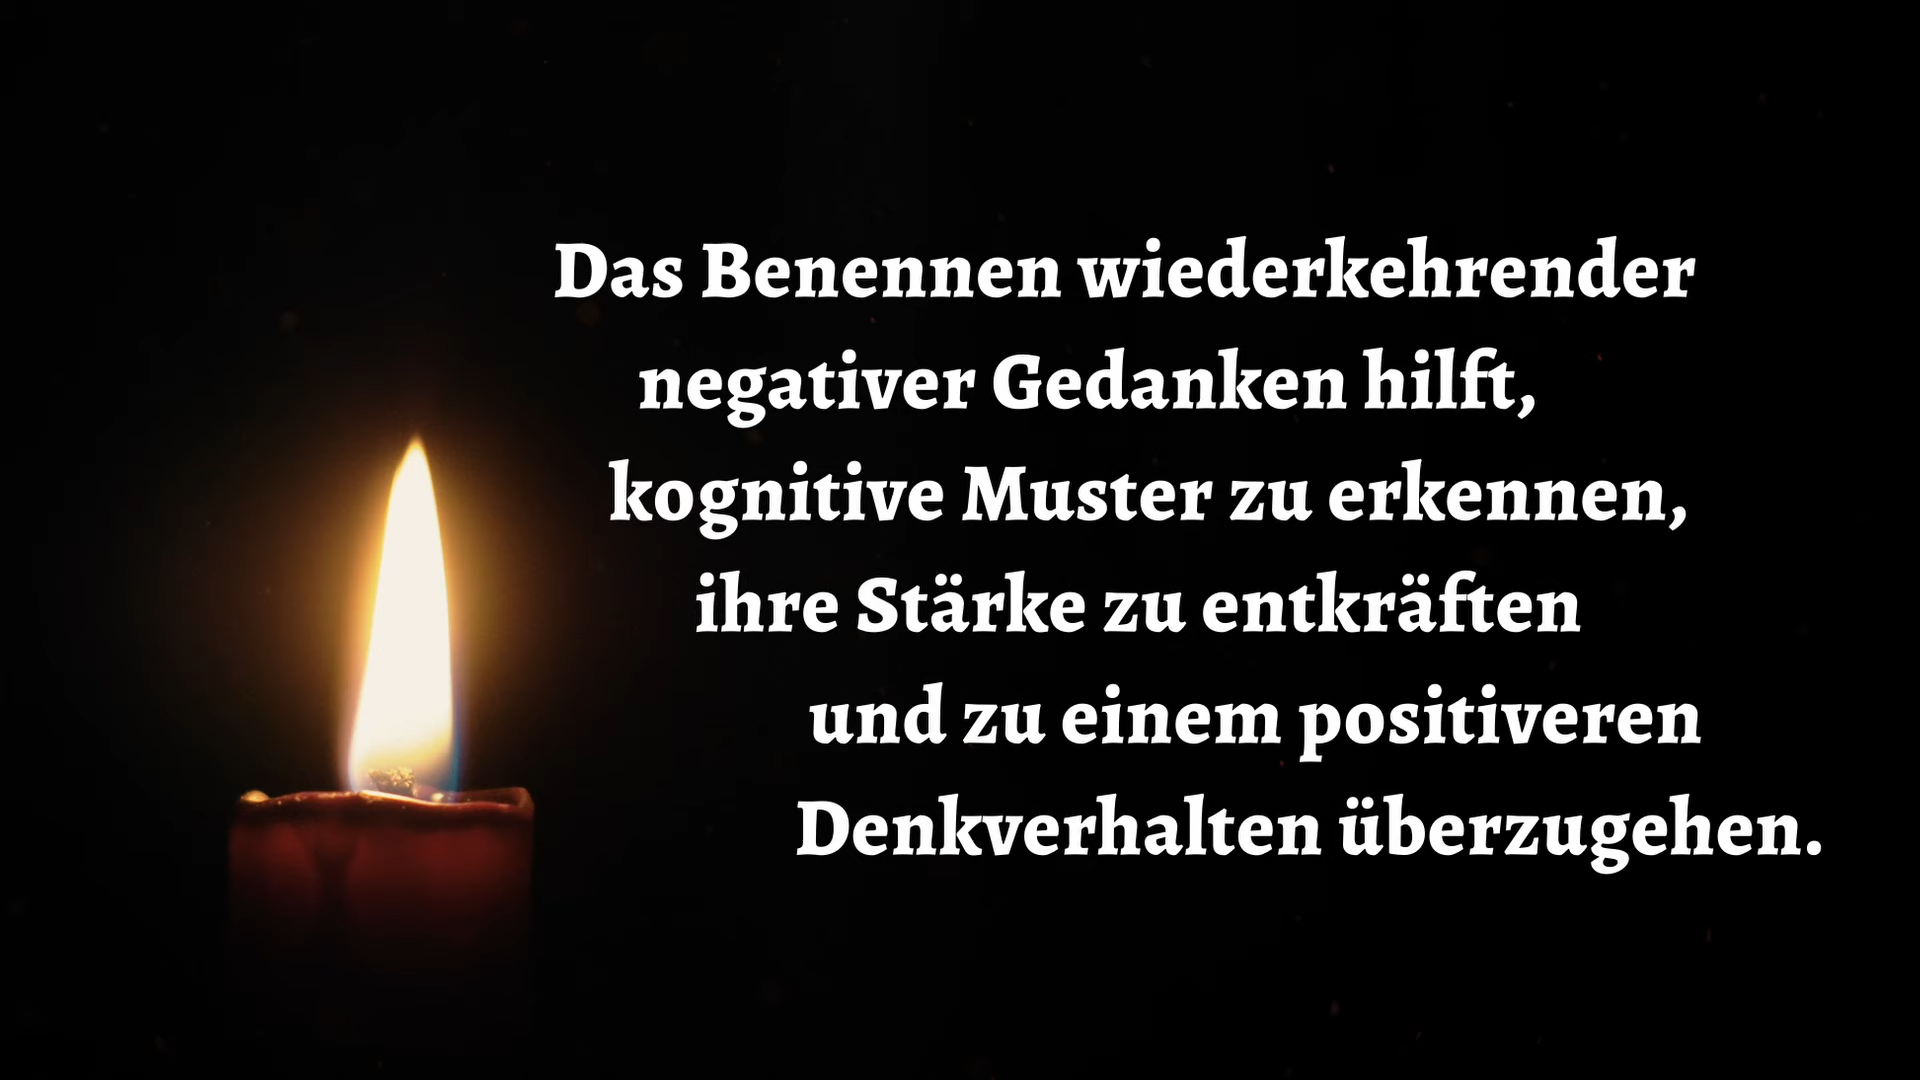 Das Benennen wiederkehrender
negativer Gedanken hilft,
kognitive Muster zu erkennen,
ihre Stärke zu entkräften
und zu einem positiveren
Denkverhalten überzugehen.